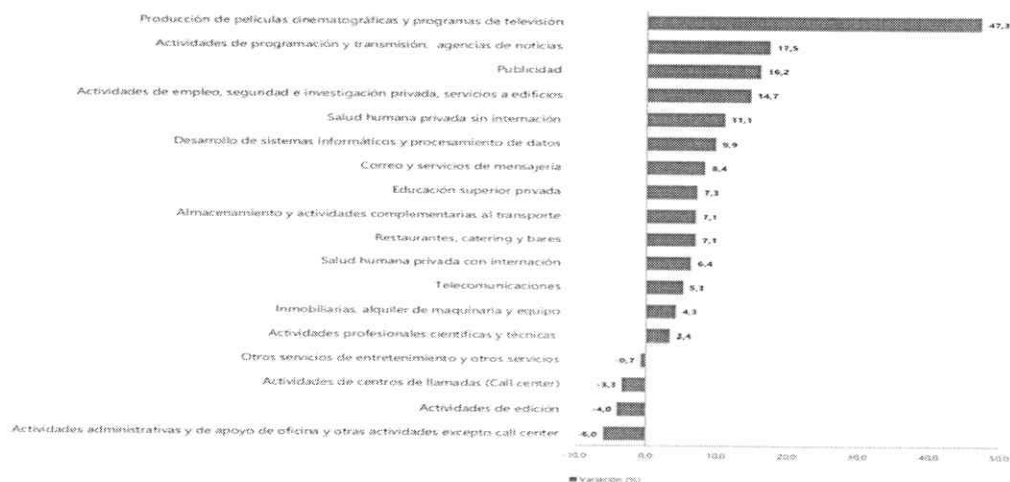 Producción de películas cinematográficas y programas de televisión 47,3
Actividades de programación y transmisión, agencias de noticias 17,5
Publicidad 16,2
Actividades de empleo, seguridad e investigación privada, servicios a edificios 14,7
Salud humana privada sin internación 11,1
Desarrollo de sistemas informáticos y procesamiento de datos 9,9
Correo y servicios de mensajería 8,4
Educación superior privada 7,3
Almacenamiento y actividades complementarias al transporte 7,1
Restaurantes, catering y bares 7,1
Salud humana privada con internación 6,4
Telecomunicaciones 5,3
Inmobiliarias, alquiler de maquinaria y equipo 4,3
Actividades profesionales científicas y técnicas 3,4
Otros servicios de entretenimiento y otros servicios -0,7
Actividades de centros de llamadas (Call center) -3,3
Actividades de edición -4,0
Actividades administrativas y de apoyo de oficina y otras actividades excepto call center -6,0
-10,0 0,0 10,0 20,0 30,0 40,0 50,0
Variación (%)